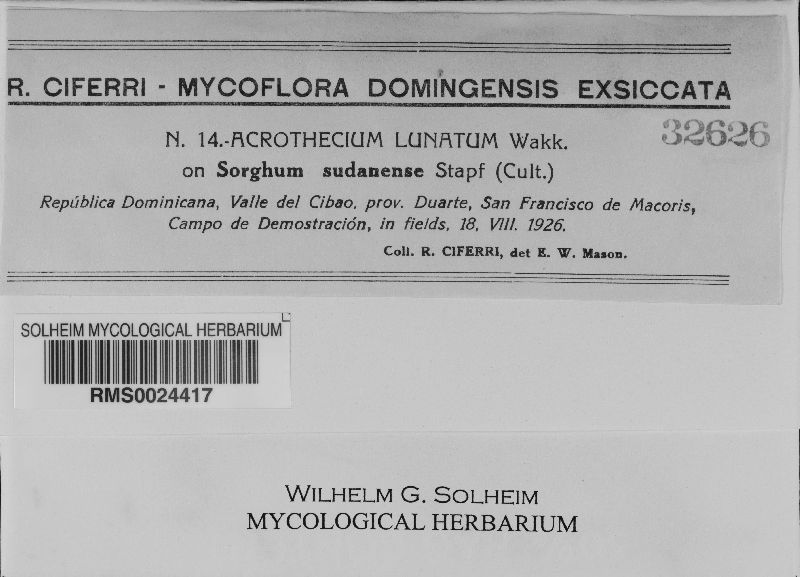 R. CIFERRI - MYCOFLORA DOMINGENSIS EXSICCATA
N. 14.-ACROTHECIUM LUNATUM Wakk.
32626
on Sorghum sudanense Stapf (Cult.)
República Dominicana, Valle del Cibao, prov. Duarte, San Francisco de Macoris,
Campo de Demostración, in fields, 18, VIII. 1926.
Coll. R. CIFERRI, det E. W. Mason.
SOLHEIM MYCOLOGICAL HERBARIUM
RMS0024417
WILHELM G. SOLHEIM
MYCOLOGICAL HERBARIUM